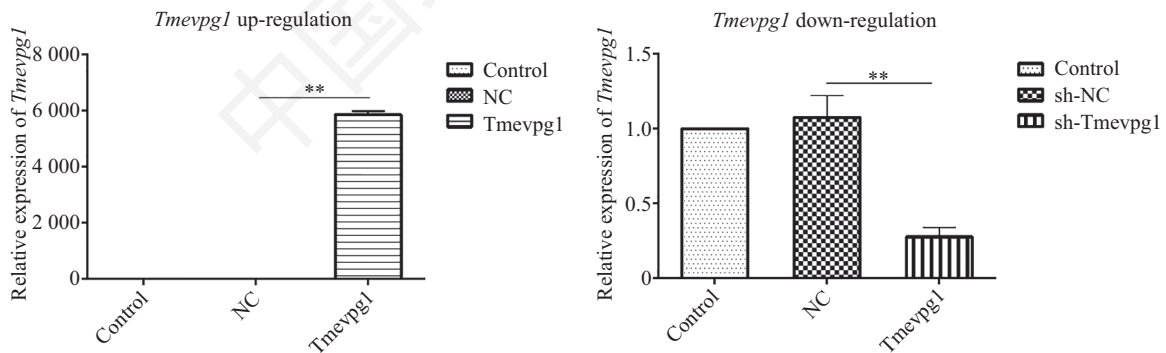 Tmevpg1 up-regulation
Relative expression of Tmevpg1
8 000
6 000
4 000
2 000
0
**
Control
NC
Tmevpg1
Control
NC
Tmevpg1
Tmevpg1 down-regulation
Relative expression of Tmevpg1
1.5
1.0
0.5
0
**
Control
NC
Tmevpg1
Control
sh-NC
sh-Tmevpg1
中国